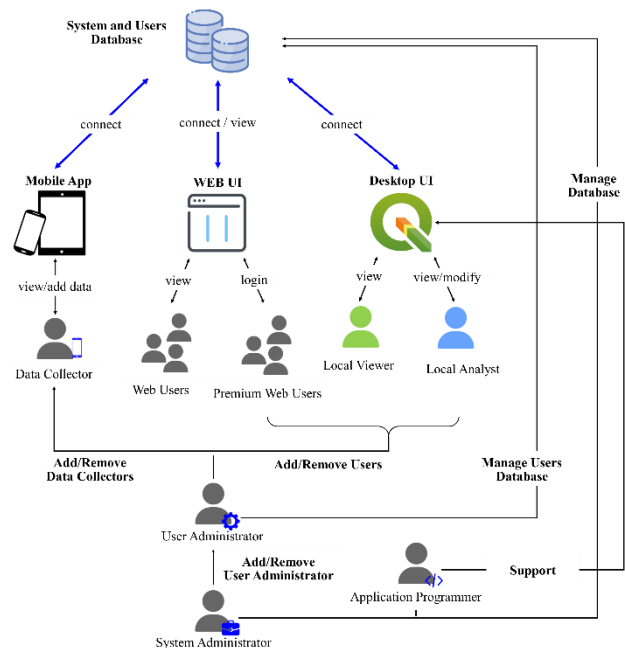 System and Users
Database
connect
connect / view
connect
Mobile App
WEB UI
Desktop UI
Manage
Database
view/add data
view
login
view
view/modify
Data Collector
Web Users
Premium Web Users
Local Viewer
Local Analyst
Add/Remove
Data Collectors
Add/Remove Users
Manage Users
Database
User Administrator
Add/Remove
User Administrator
Support
Application Programmer
System Administrator